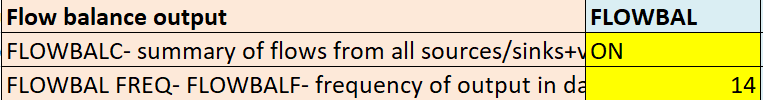 Flow balance output FLOWBAL
FLOWBALC- summary of flows from all sources/sinks+v ON
FLOWBAL FREQ- FLOWBALF- frequency of output in da 14